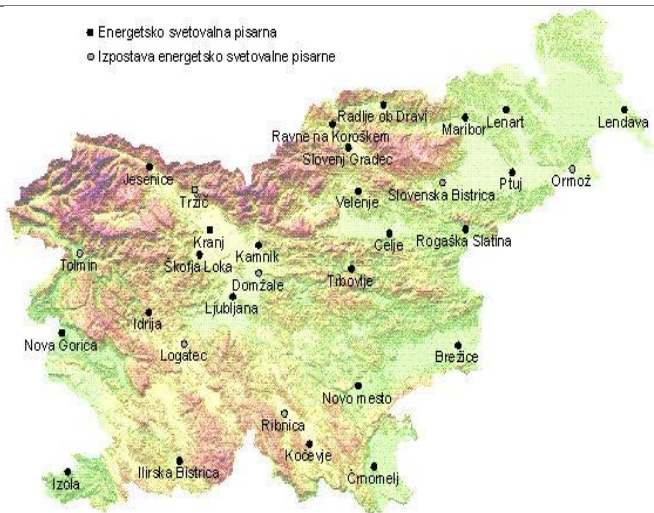 Energetsko svetovalna pisarna
Izpostava energetsko svetovalne pisarne
Radlje ob Dravi
Maribor
Lenart
Lendava
Ravne na Koroškem
Slovenj Gradec
Jesenice
Tržič
Velenje
Slovenska Bistrica
Ptuj
Ormož
Kranj
Kamnik
Celje
Rogaška Slatina
Tolmin
Škofja Loka
Domžale
Trbovlje
Ljubljana
Idrija
Nova Gorica
Logatec
Brežice
Novo mesto
Ribnica
Kočevje
Ilirska Bistrica
Črnomelj
Izola